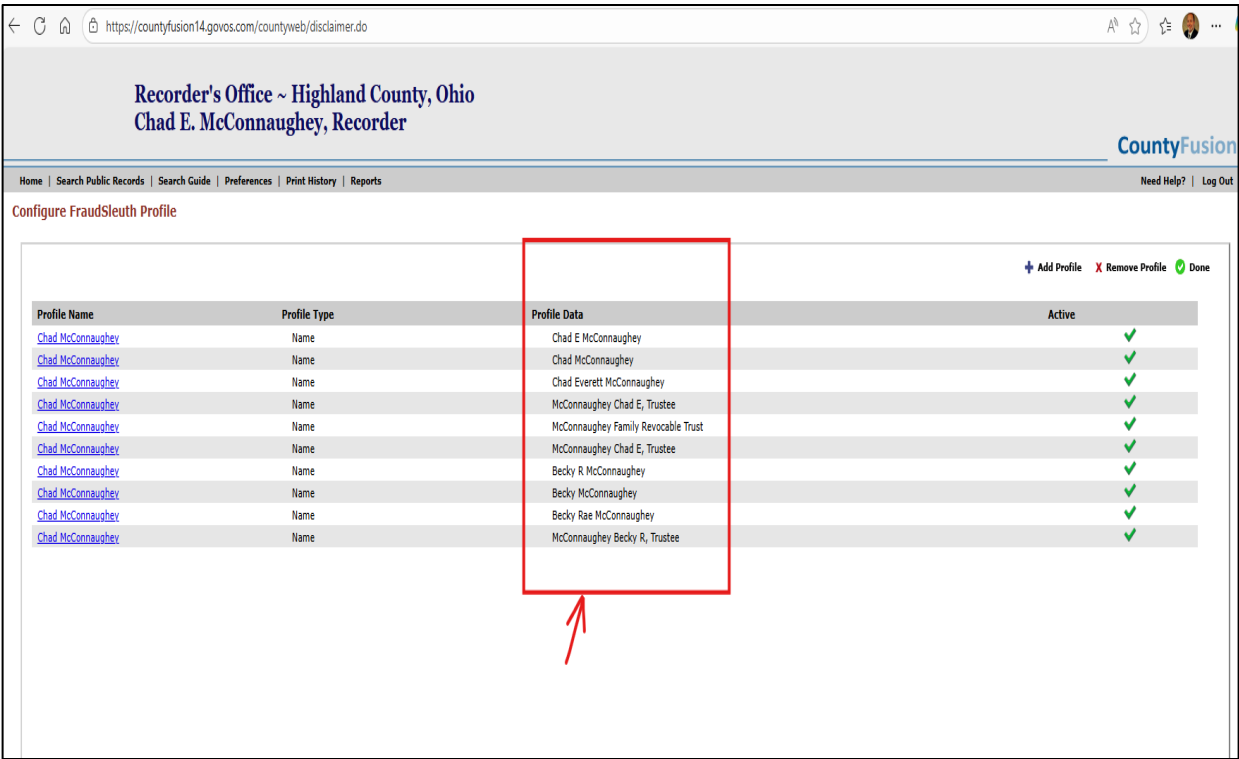 https://countyfusion14.govos.com/countyweb/disclaimer.do
Recorder's Office ~ Highland County, Ohio
Chad E. McConnaughey, Recorder
CountyFusion
Home | Search Public Records | Search Guide | Preferences | Print History | Reports Need Help? | Log Out
Configure FraudSleuth Profile
Add Profile X Remove Profile Done
Profile Name Profile Type Profile Data Active
Chad McConnaughey Name Chad E McConnaughey
Chad McConnaughey Name Chad McConnaughey
Chad McConnaughey Name Chad Everett McConnaughey
Chad McConnaughey Name McConnaughey Chad E, Trustee
Chad McConnaughey Name McConnaughey Family Revocable Trust
Chad McConnaughey Name McConnaughey Chad E, Trustee
Chad McConnaughey Name Becky R McConnaughey
Chad McConnaughey Name Becky McConnaughey
Chad McConnaughey Name Becky Rae McConnaughey
Chad McConnaughey Name McConnaughey Becky R, Trustee